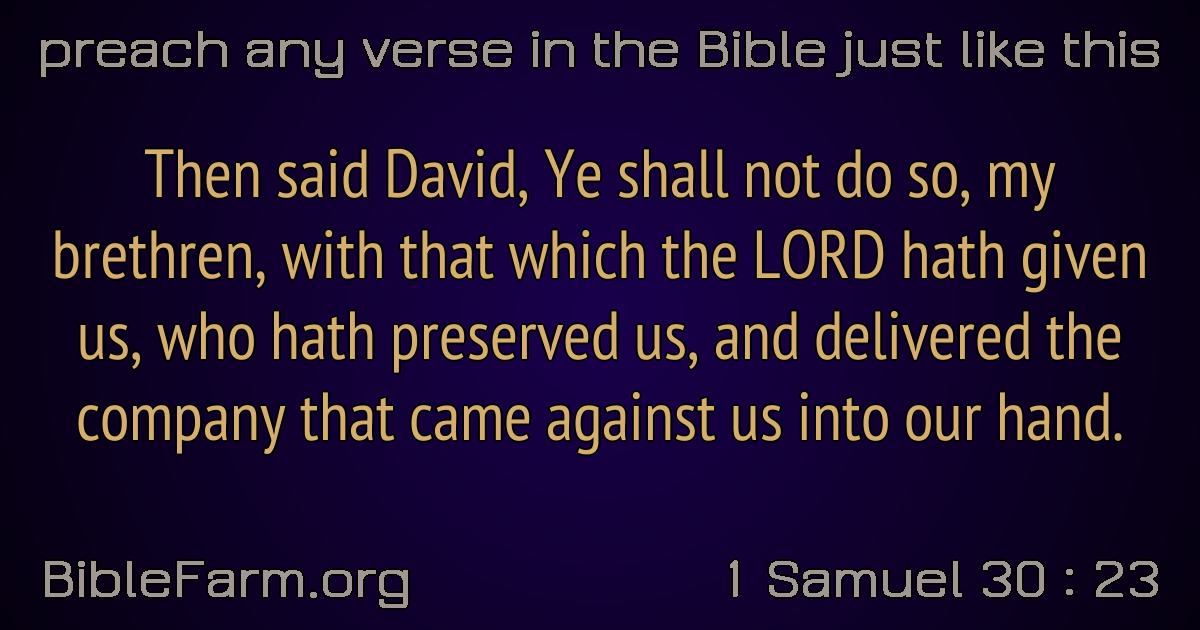 preach any verse in the Bible just like this
Then said David, Ye shall not do so, my
brethren, with that which the LORD hath given
us, who hath preserved us, and delivered the
company that came against us into our hand.
BibleFarm.org
1 Samuel 30 : 23